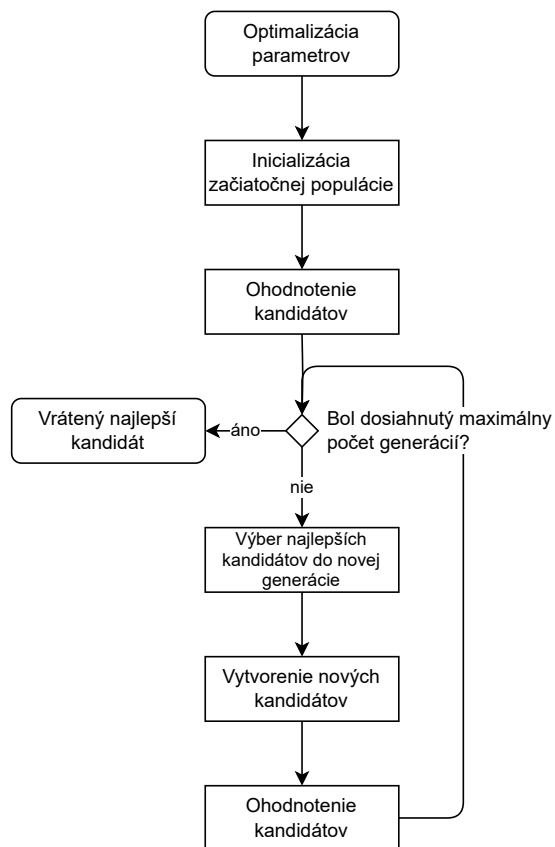 Optimalizácia
parametrov
Inicializácia
začiatočnej populácie
Ohodnotenie
kandidátov
Vrátený najlepší
kandidát
áno
Bol dosiahnutý maximálny
počet generácií?
nie
Výber najlepších
kandidátov do novej
generácie
Vytvorenie nových
kandidátov
Ohodnotenie
kandidátov